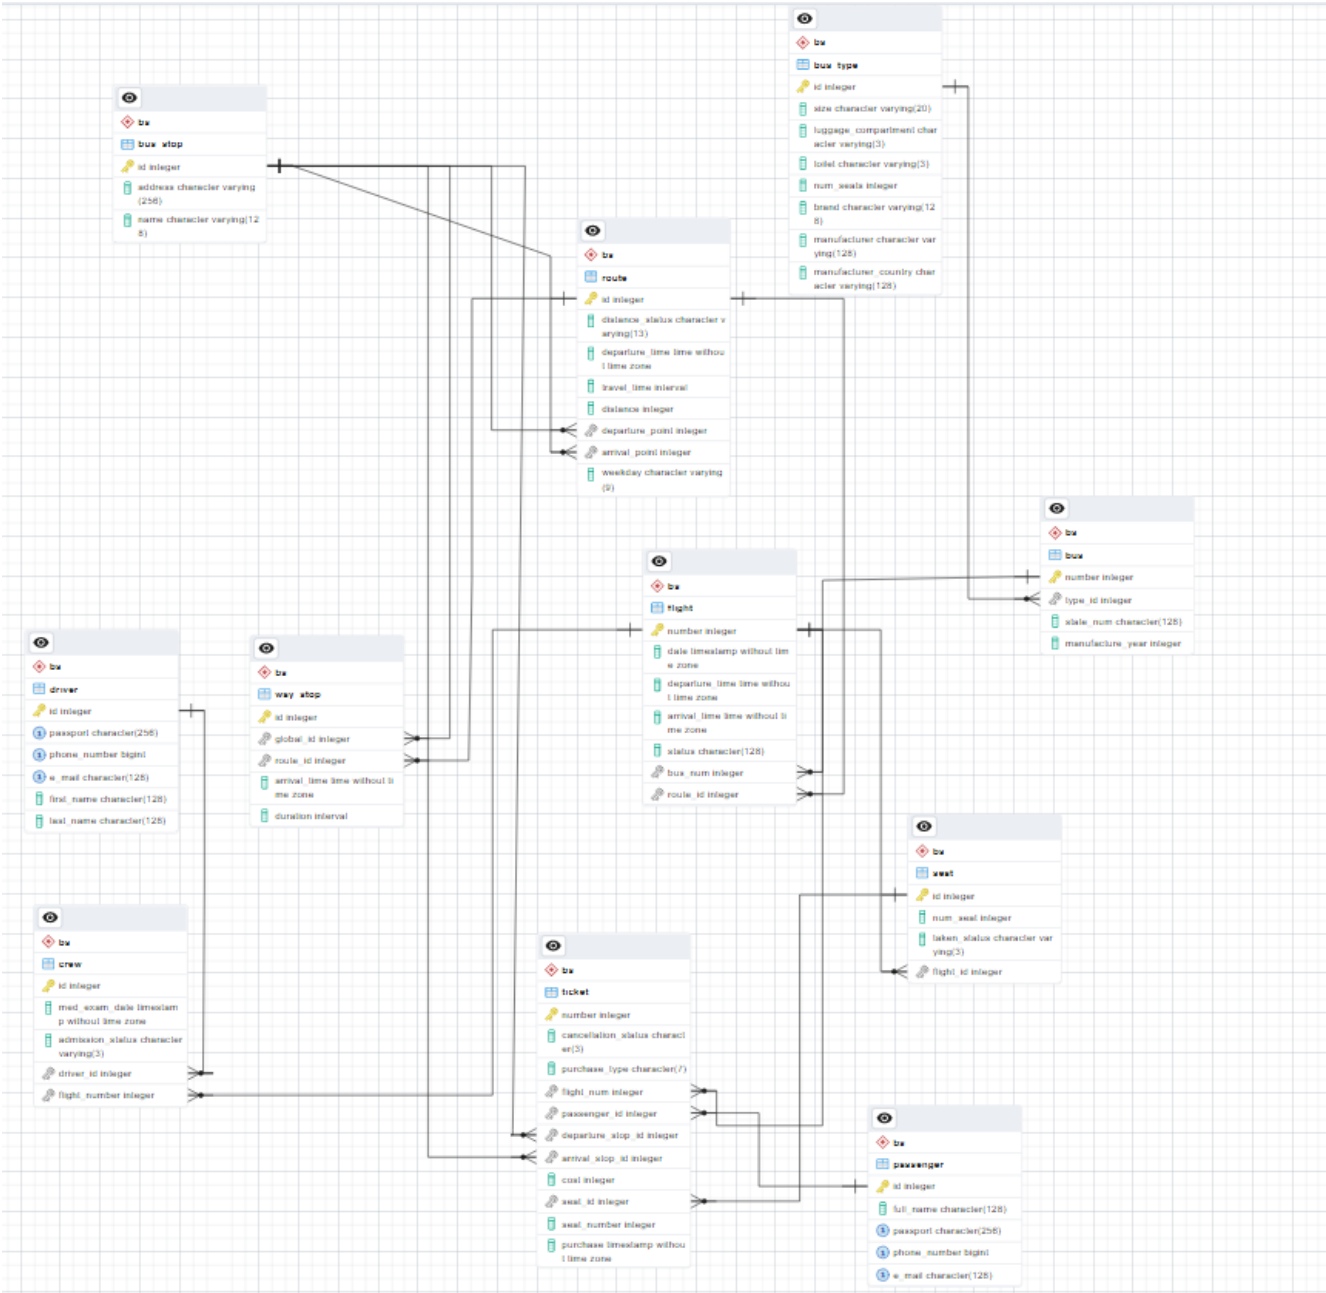 bs
bus_type
id integer
size character varying(20)
luggage_compartment char
acter varying(3)
toilet character varying(3)
num_seats integer
brand character varying(12
8)
manufacturer character var
ying(128)
manufacturer_country char
acter varying(128)
bs
bus_stop
id integer
address character varying
(256)
name character varying(12
8)
bs
route
id integer
distance_status character v
arying(13)
departure_time time withou
t time zone
travel_time interval
distance integer
departure_point integer
arrival_point integer
weekday character varying
(9)
bs
bus
number integer
type_id integer
state_num character(128)
manufacture_year integer
bs
flight
number integer
date timestamp without tim
e zone
departure_time time withou
t time zone
arrival_time time without ti
me zone
status character(128)
bus_num integer
route_id integer
bs
driver
id integer
passport character(256)
phone_number bigint
e_mail character(128)
first_name character(128)
last_name character(128)
bs
way_stop
id integer
global_id integer
route_id integer
arrival_time time without ti
me zone
duration interval
bs
seat
id integer
num_seat integer
taken_status character var
ying(3)
flight_id integer
bs
crew
id integer
med_exam_date timestam
p without time zone
admission_status character
varying(3)
driver_id integer
flight_number integer
bs
ticket
number integer
cancellation_status charact
er(3)
purchase_type character(7)
flight_num integer
passenger_id integer
departure_stop_id integer
arrival_stop_id integer
cost integer
seat_id integer
seat_number integer
purchase timestamp withou
t time zone
bs
passenger
id integer
full_name character(128)
passport character(256)
phone_number bigint
e_mail character(128)